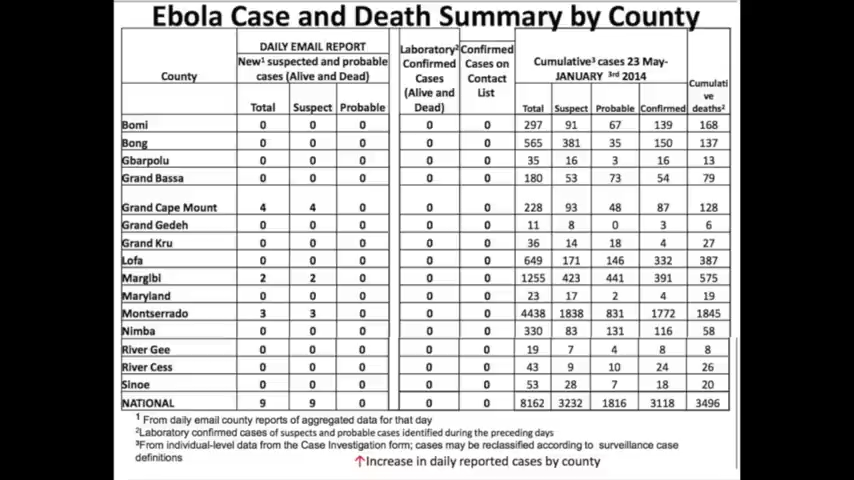 Ebola Case and Death Summary by County
County
DAILY EMAIL REPORT
New¹ suspected and probable
cases (Alive and Dead)
Total Suspect Probable
Laboratory²
Confirmed
Cases
(Alive and
Dead)
Confirmed
Cases on
Contact
List
Cumulative³ cases 23 May-
JANUARY 3rd 2014
Total Suspect Probable Confirmed
Cumulati
ve
deaths²
Bomi 0 0 0 0 0 297 91 67 139 168
Bong 0 0 0 0 0 565 381 35 150 137
Gbarpolu 0 0 0 0 0 35 16 3 16 13
Grand Bassa 0 0 0 0 0 180 53 73 54 79
Grand Cape Mount 4 4 0 0 0 228 93 48 87 128
Grand Gedeh 0 0 0 0 0 11 8 0 3 6
Grand Kru 0 0 0 0 0 36 14 18 4 27
Lofa 0 0 0 0 0 649 171 146 332 387
Margibi 2 2 0 0 0 1255 423 441 391 575
Maryland 0 0 0 0 0 23 17 2 4 19
Montserrado 3 3 0 0 0 4438 1838 831 1772 1845
Nimba 0 0 0 0 0 330 83 131 116 58
River Gee 0 0 0 0 0 19 7 4 8 8
River Cess 0 0 0 0 0 43 9 10 24 26
Sinoe 0 0 0 0 0 53 28 7 18 20
NATIONAL 9 9 0 0 0 8162 3232 1816 3118 3496
¹ From daily email county reports of aggregated data for that day
²Laboratory confirmed cases of suspects and probable cases identified during the preceding days
³From individual-level data from the Case Investigation form; cases may be reclassified according to surveillance case
definitions
↑Increase in daily reported cases by county